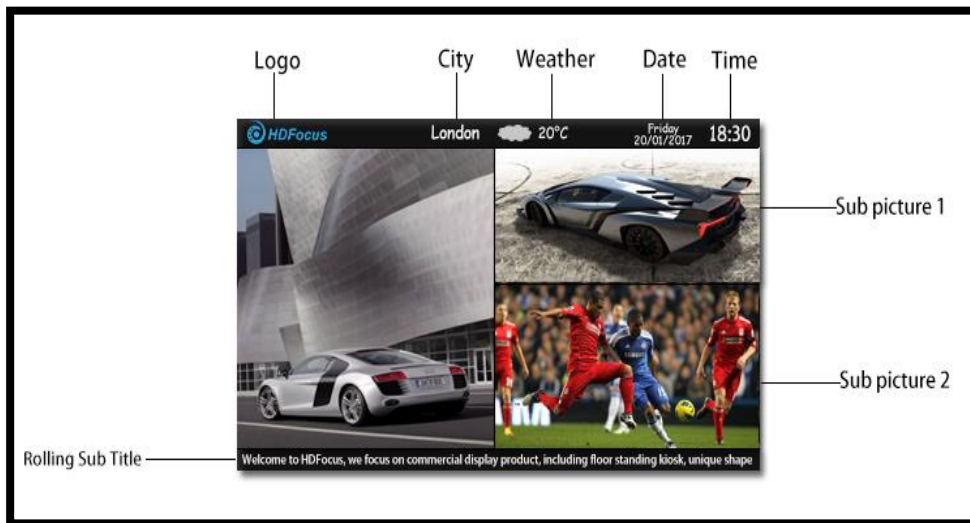 Logo
City
Weather
Date
Time
HDFocus
London
20°C
Friday
20/01/2017
18:30
Sub picture 1
SAMSUNG
Sub picture 2
Rolling Sub Title
Welcome to HDFocus, we focus on commercial display product, including floor standing kiosk, unique shape